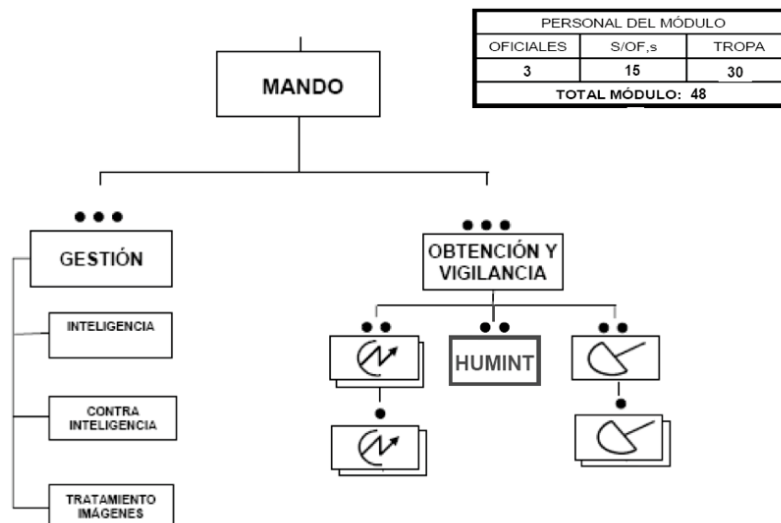 PERSONAL DEL MÓDULO
OFICIALES S/OF,s TROPA
3 15 30
TOTAL MÓDULO: 48
MANDO
GESTIÓN
OBTENCIÓN Y
VIGILANCIA
INTELIGENCIA
HUMINT
CONTRA
INTELIGENCIA
TRATAMIENTO
IMÁGENES